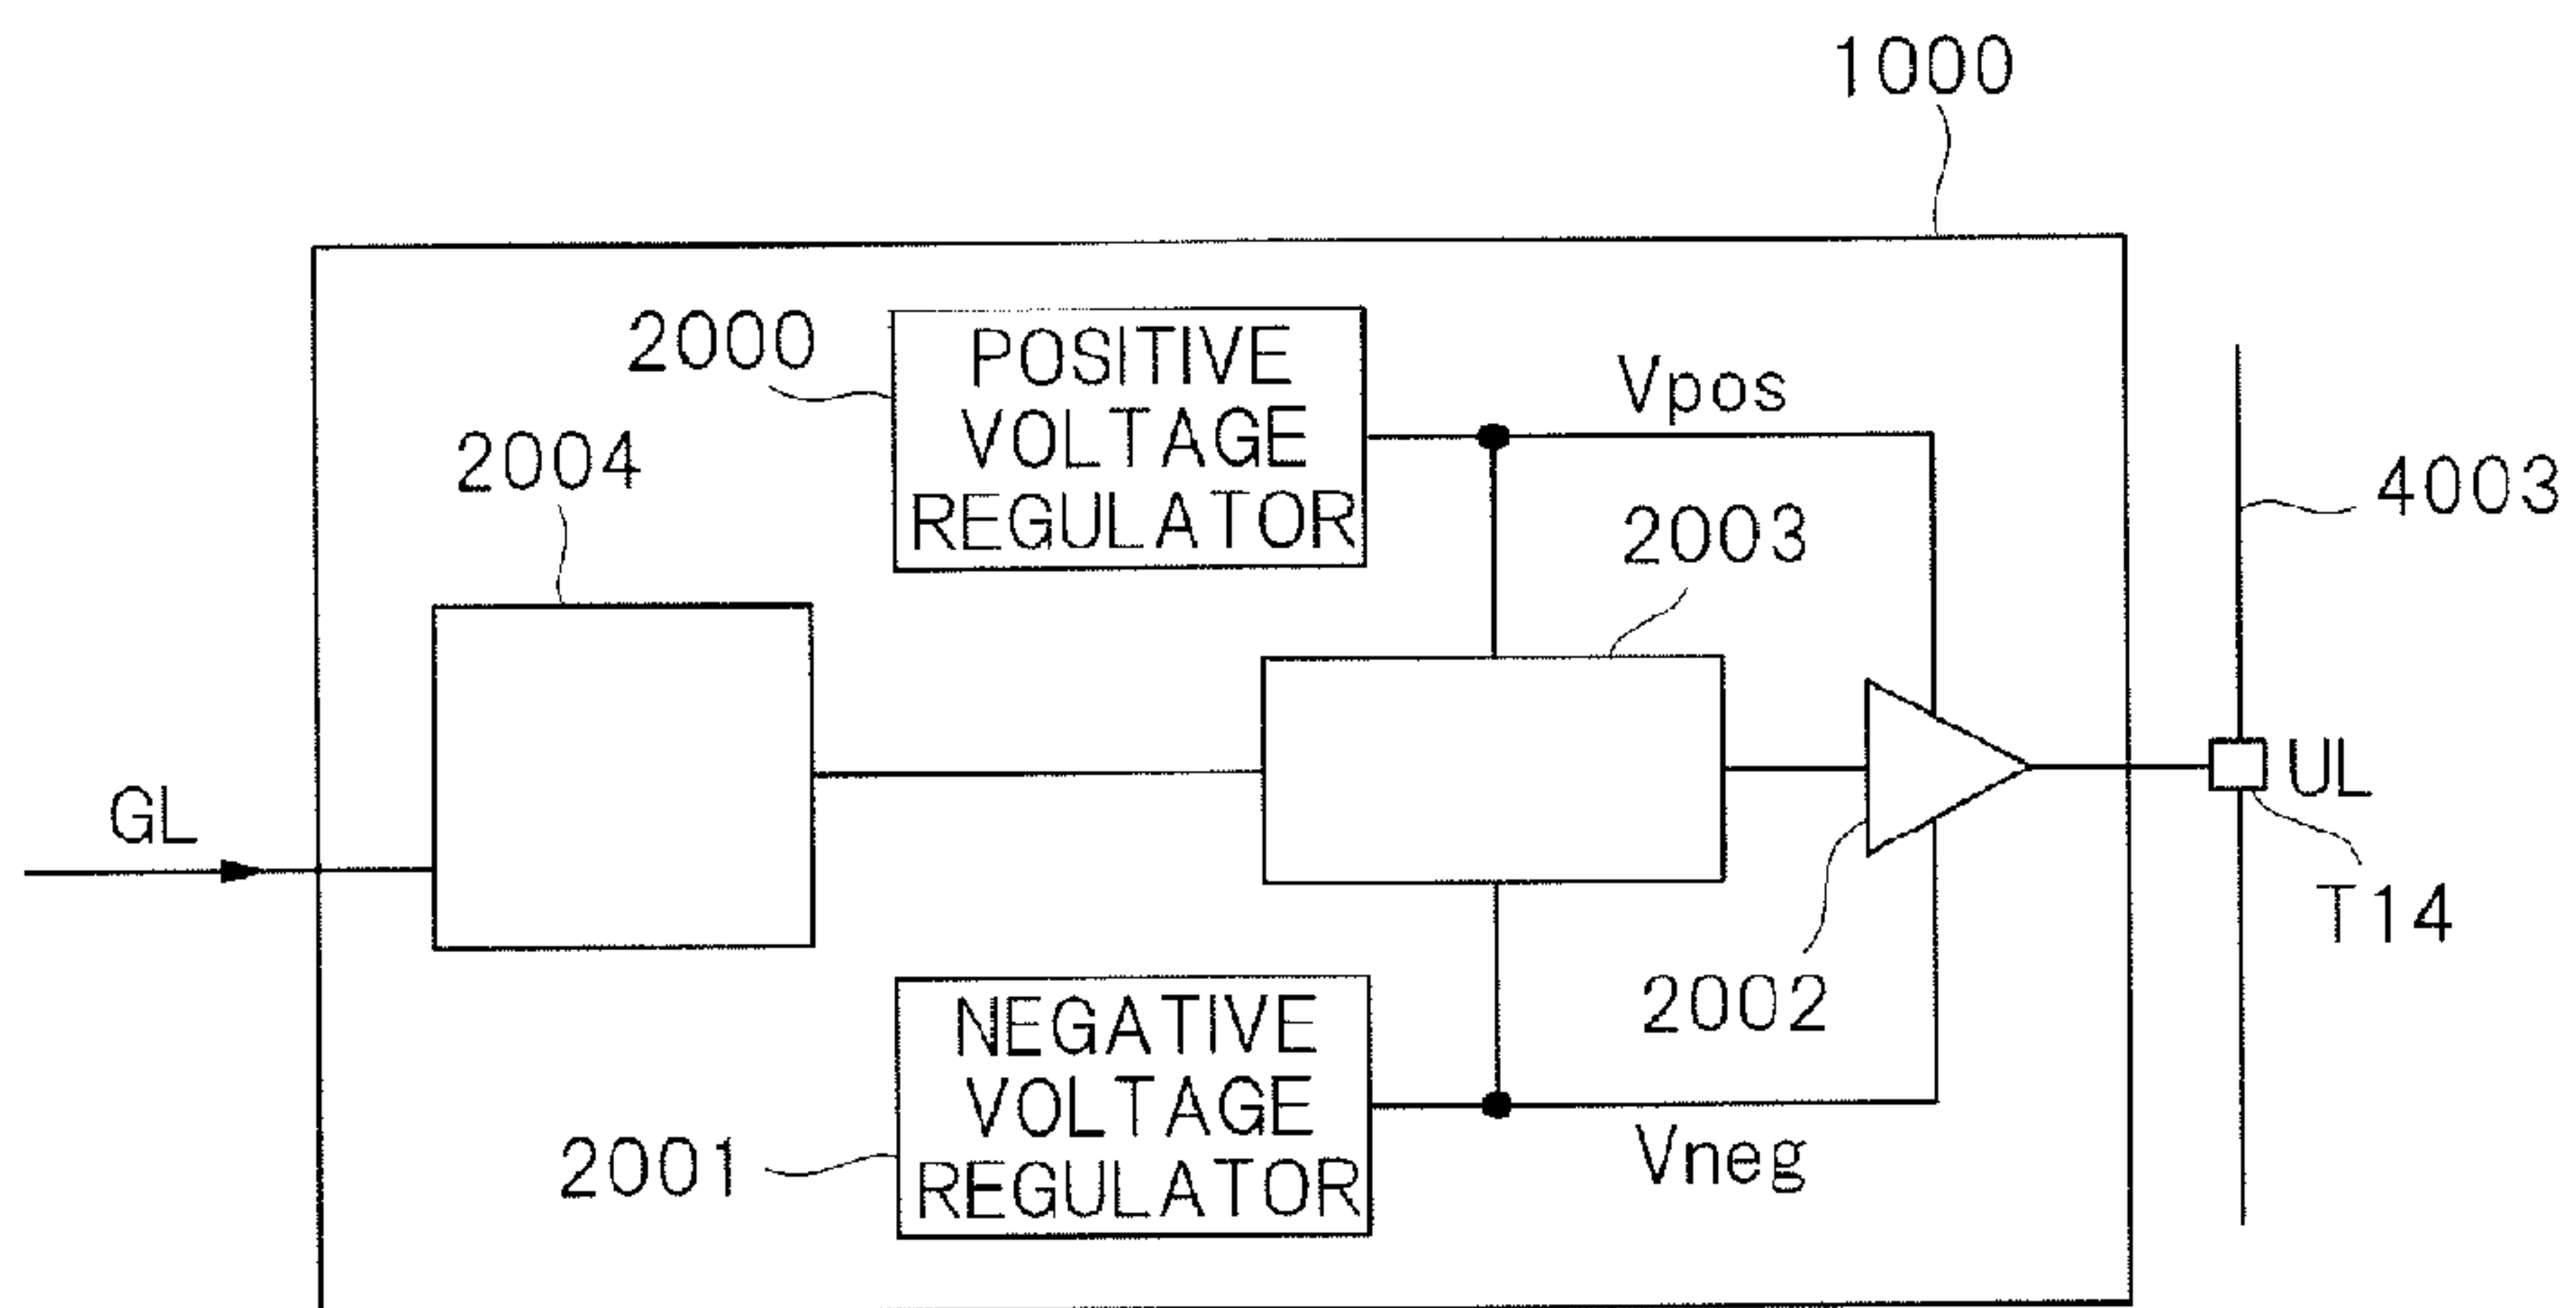 1000
2000
POSITIVE
VOLTAGE
REGULATOR
Vpos
2004
4003
2003
GL
UL
T14
2002
NEGATIVE
VOLTAGE
REGULATOR
2001
Vneg